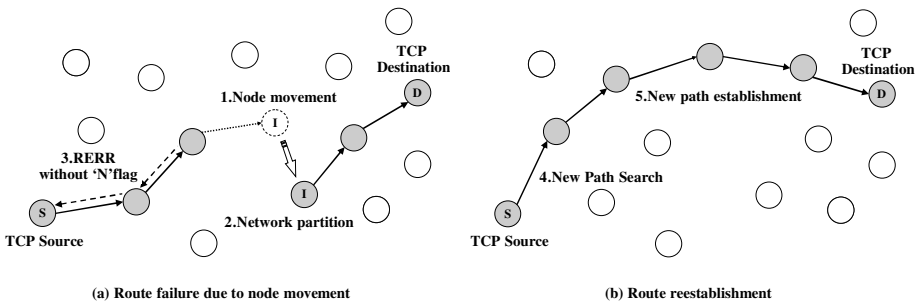 TCP
Destination
1.Node movement
D
I
3.RERR
without ‘N’flag
I
S
2.Network partition
TCP Source
(a) Route failure due to node movement
TCP
Destination
5.New path establishment
D
4.New Path Search
S
TCP Source
(b) Route reestablishment